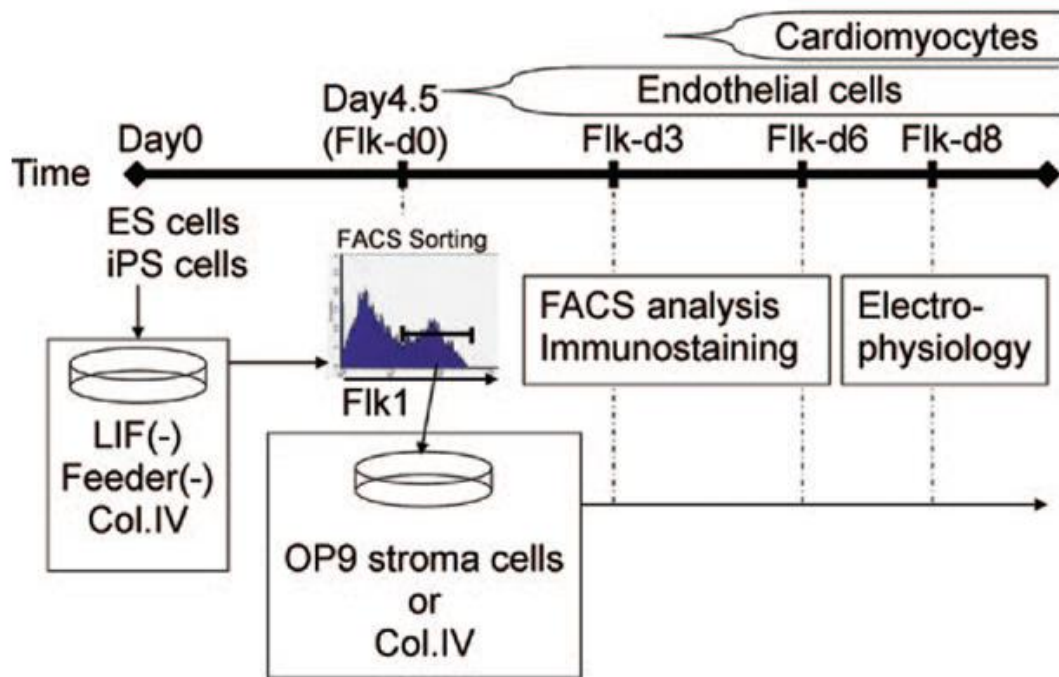 Cardiomyocytes
Endothelial cells
Day4.5
Day0
(Flk-d0)
Flk-d3
Flk-d6
Flk-d8
Time
ES cells
iPS cells
FACS Sorting
Flk1
LIF(-)
Feeder(-)
Col.IV
FACS analysis
Immunostaining
Electro-
physiology
OP9 stroma cells
or
Col.IV